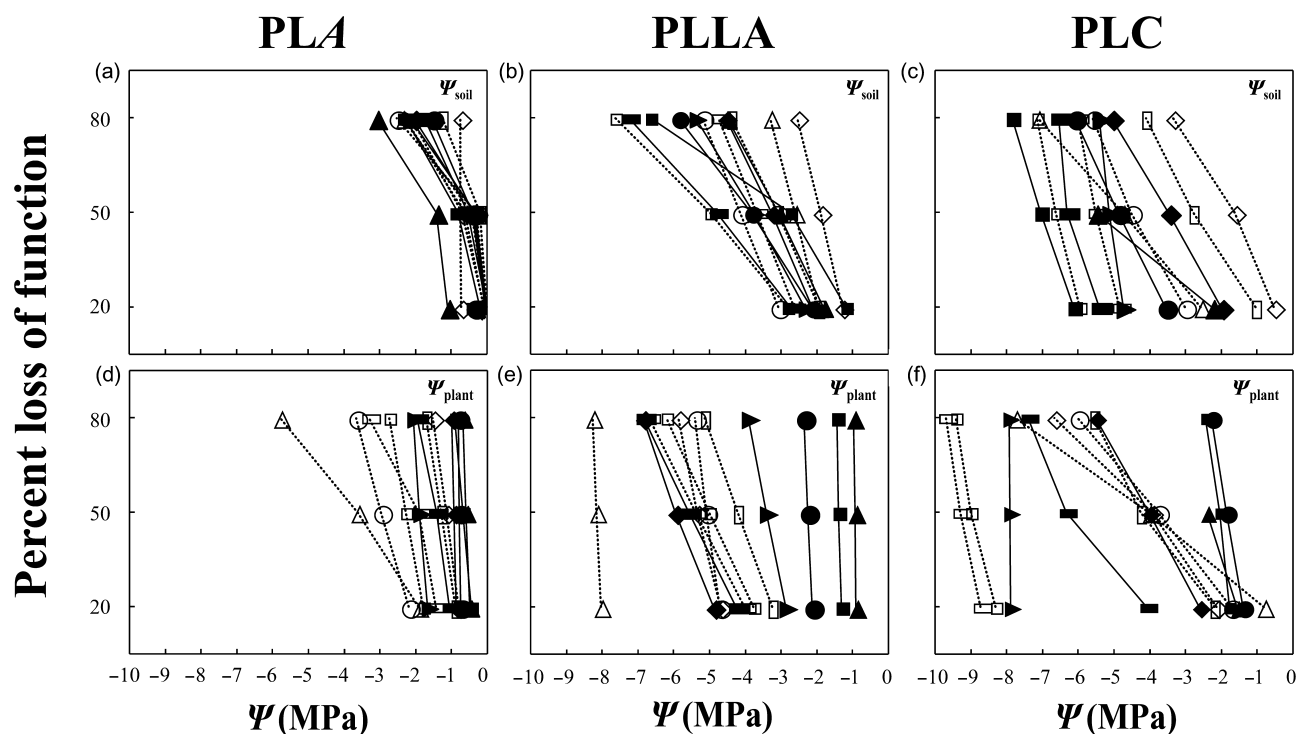 PLA PLLA PLC
Percent loss of function
(a) Ψsoil
80
50
20
(b) Ψsoil
(c) Ψsoil
(d) Ψplant
80
50
20
–10 –9 –8 –7 –6 –5 –4 –3 –2 –1 0
(e) Ψplant
–10 –9 –8 –7 –6 –5 –4 –3 –2 –1 0
(f) Ψplant
–10 –9 –8 –7 –6 –5 –4 –3 –2 –1 0
Ψ (MPa) Ψ (MPa) Ψ (MPa)